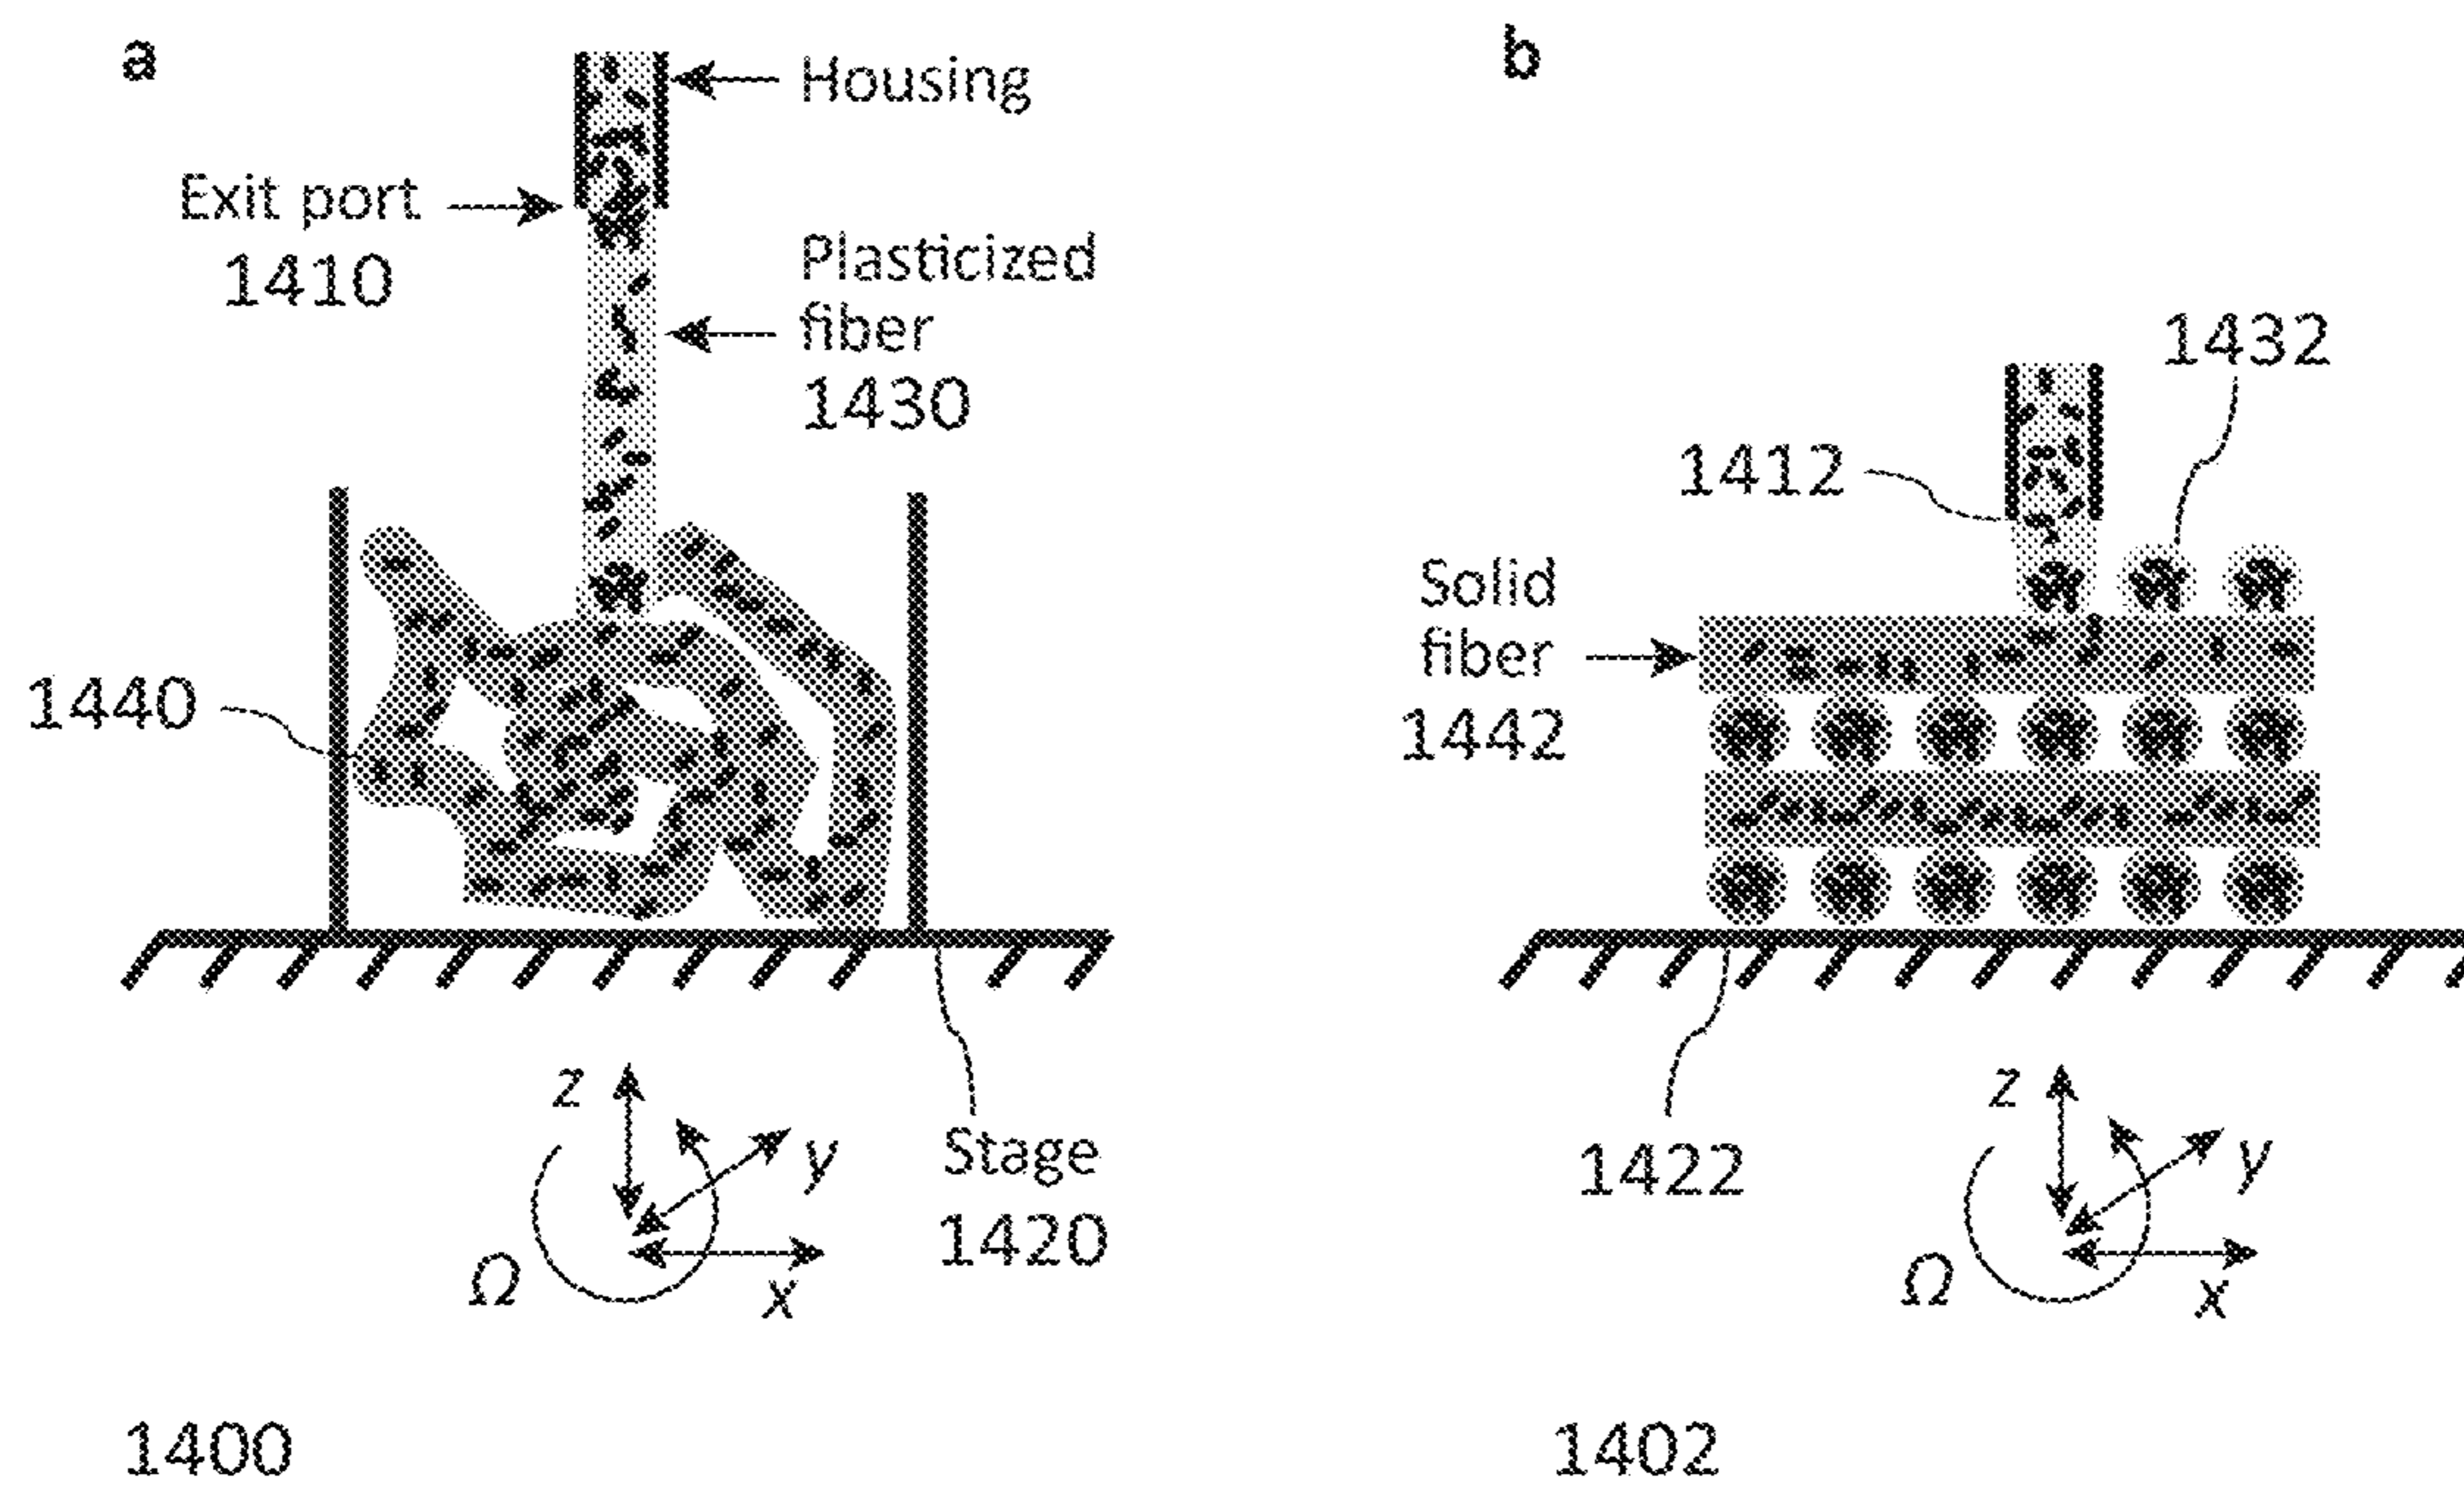 a
Housing
Exit port
1410
Plasticized
fiber
1430
1440
z
y
x
Ω
Stage
1420
1400
b
1432
1412
Solid
fiber
1442
1422
z
y
x
Ω
1402